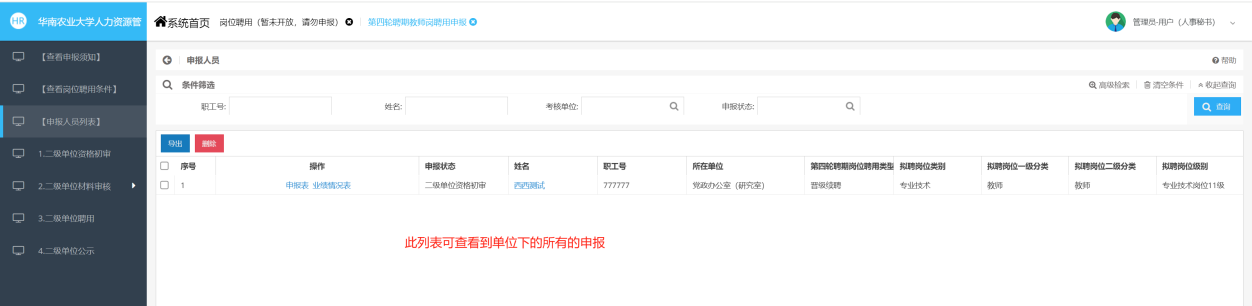 HR 华南农业大学人力资源管
系统首页 岗位聘用（暂未开放，请勿申报） 第四轮聘期教师岗聘用申报
管理员-用户（人事秘书）
【查看申报须知】
【查看岗位聘用条件】
【申报人员列表】
1.二级单位资格初审
2.二级单位材料审核
3.二级单位聘用
4.二级单位公示
申报人员 帮助
条件筛选 高级检索 清空条件 收起查询
职工号: 姓名: 考核单位: 申报状态: 查询
导出 删除
序号 操作 申报状态 姓名 职工号 所在单位 第四轮聘期岗位聘用类型 拟聘岗位类别 拟聘岗位一级分类 拟聘岗位二级分类 拟聘岗位级别
1 申报表 业绩情况表 二级单位资格初审 西西测试 777777 党政办公室（研究室） 晋级续聘 专业技术 教师 教师 专业技术岗位11级
此列表可查看到单位下的所有的申报